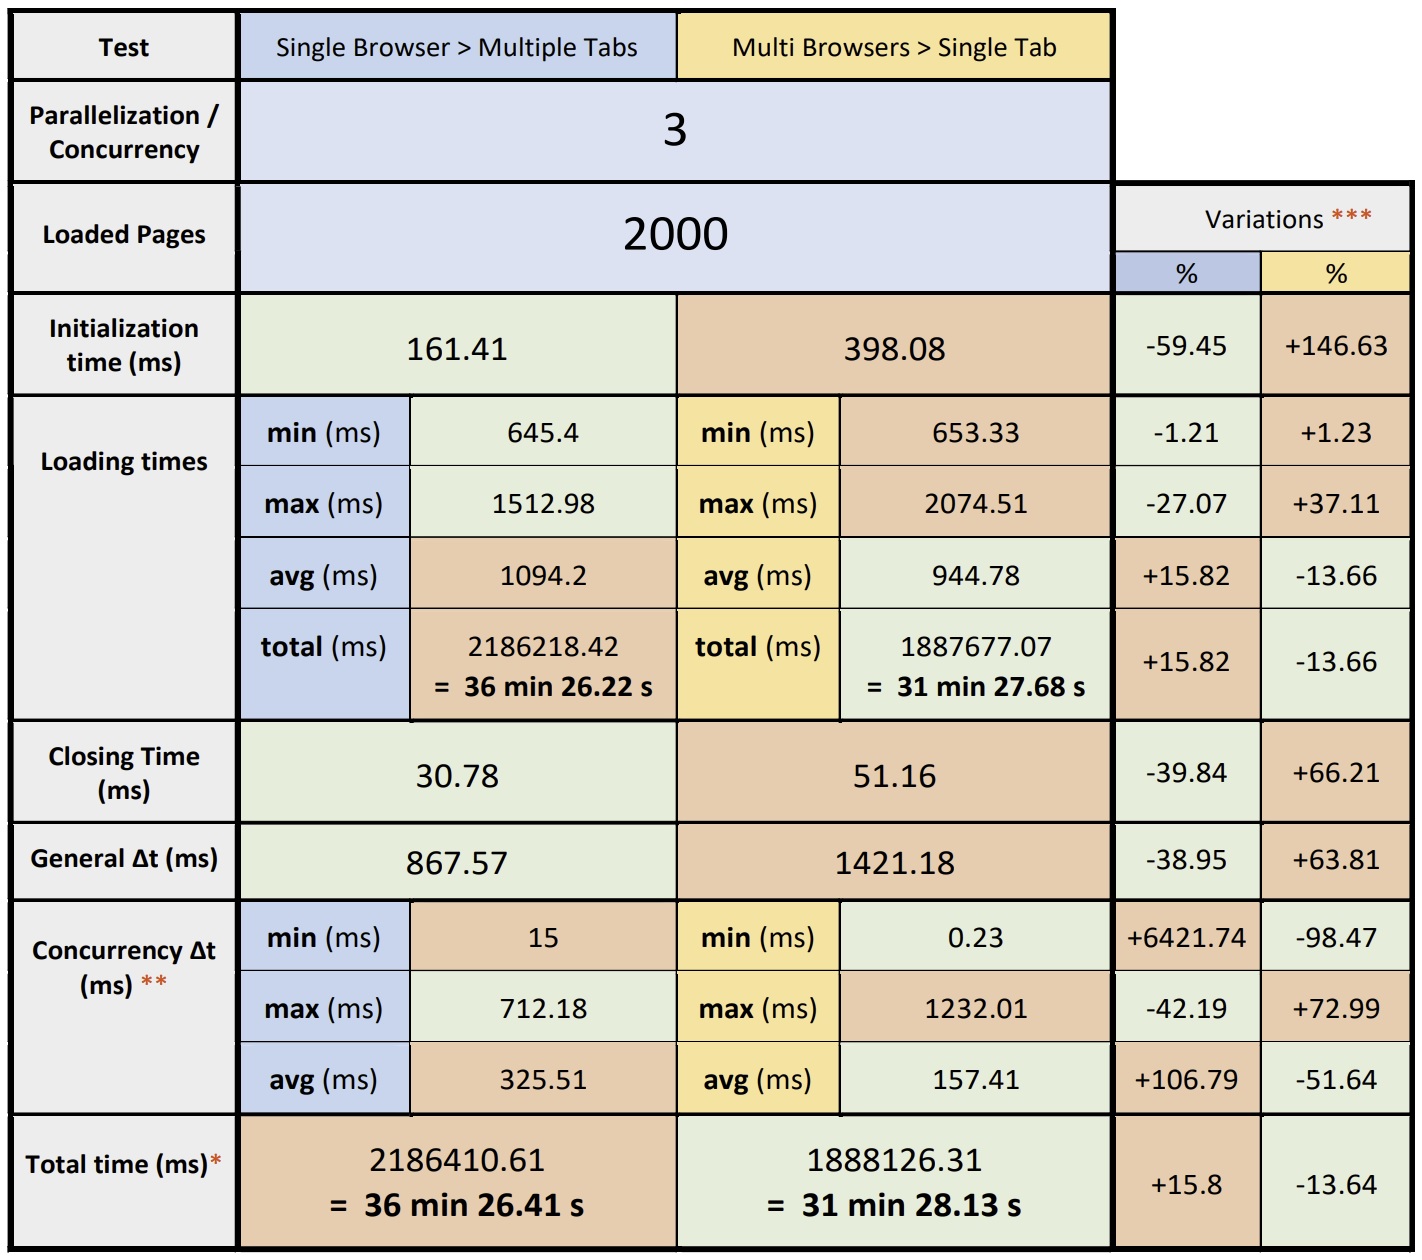 Test Single Browser > Multiple Tabs Multi Browsers > Single Tab
Parallelization /
Concurrency
3
Loaded Pages 2000 Variations ***
% %
Initialization
time (ms)
161.41 398.08 -59.45 +146.63
Loading times
min (ms) 645.4 min (ms) 653.33 -1.21 +1.23
max (ms) 1512.98 max (ms) 2074.51 -27.07 +37.11
avg (ms) 1094.2 avg (ms) 944.78 +15.82 -13.66
total (ms) 2186218.42
= 36 min 26.22 s
total (ms) 1887677.07
= 31 min 27.68 s
+15.82 -13.66
Closing Time
(ms)
30.78 51.16 -39.84 +66.21
General Δt (ms) 867.57 1421.18 -38.95 +63.81
Concurrency Δt
(ms) **
min (ms) 15 min (ms) 0.23 +6421.74 -98.47
max (ms) 712.18 max (ms) 1232.01 -42.19 +72.99
avg (ms) 325.51 avg (ms) 157.41 +106.79 -51.64
Total time (ms)*
2186410.61
= 36 min 26.41 s
1888126.31
= 31 min 28.13 s
+15.8 -13.64